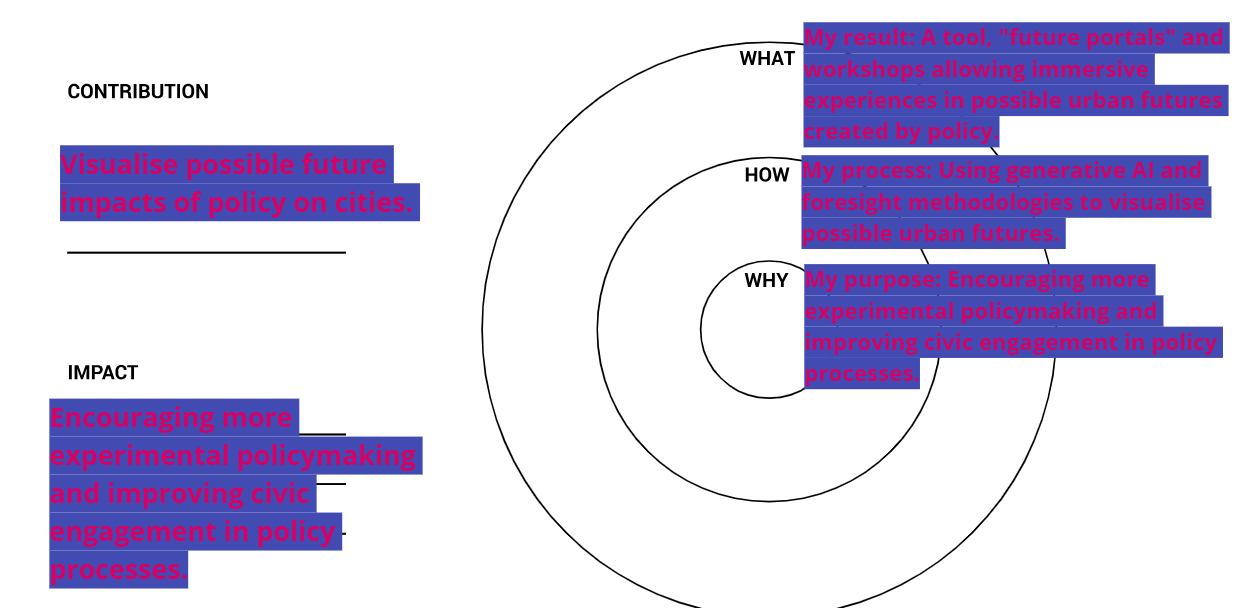 CONTRIBUTION
Visualise possible future
impacts of policy on cities.
IMPACT
Encouraging more
experimental policymaking
and improving civic
engagement in policy
processes.
WHAT
My result: A tool, "future portals" and
workshops allowing immersive
experiences in possible urban futures
created by policy.
HOW
My process: Using generative AI and
foresight methodologies to visualise
possible urban futures.
WHY
My purpose: Encouraging more
experimental policymaking and
improving civic engagement in policy
processes.